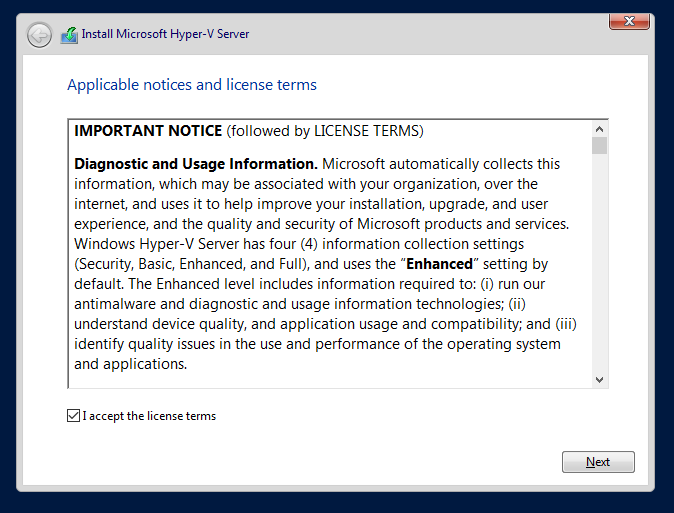 Install Microsoft Hyper-V Server
Applicable notices and license terms
IMPORTANT NOTICE (followed by LICENSE TERMS)
Diagnostic and Usage Information. Microsoft automatically collects this
information, which may be associated with your organization, over the
internet, and uses it to help improve your installation, upgrade, and user
experience, and the quality and security of Microsoft products and services.
Windows Hyper-V Server has four (4) information collection settings
(Security, Basic, Enhanced, and Full), and uses the “Enhanced” setting by
default. The Enhanced level includes information required to: (i) run our
antimalware and diagnostic and usage information technologies; (ii)
understand device quality, and application usage and compatibility; and (iii)
identify quality issues in the use and performance of the operating system
and applications.
I accept the license terms
Next